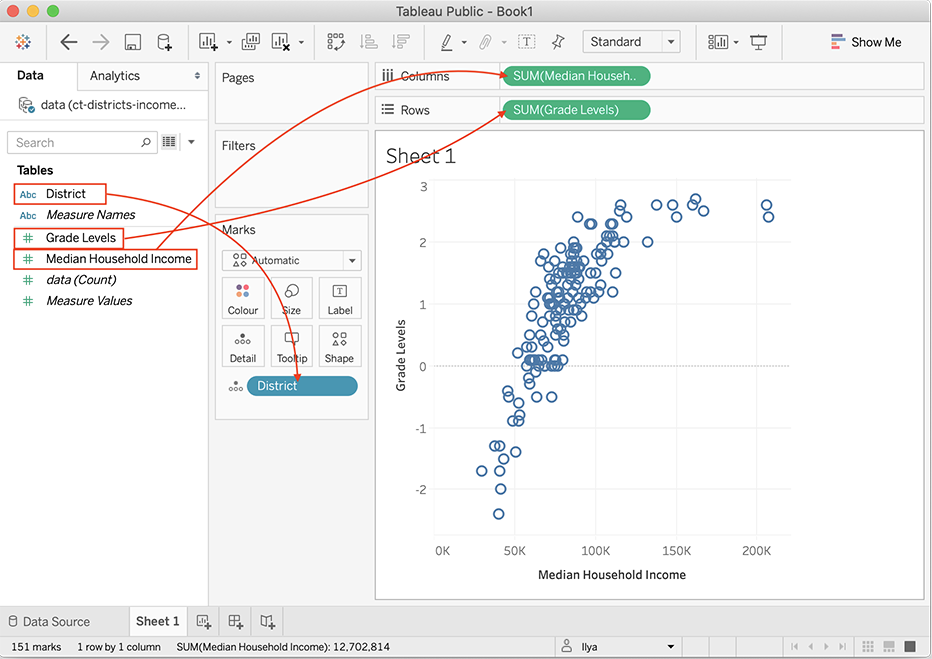 Tableau Public - Book1
Standard
Show Me
Data
Analytics
data (ct-districts-income...
Search
Tables
Abc District
Abc Measure Names
# Grade Levels
# Median Household Income
# data (Count)
# Measure Values
Pages
Filters
Marks
Automatic
Colour
Size
T
Label
Detail
Tooltip
Shape
District
Columns
SUM(Median Househ..
Rows
SUM(Grade Levels)
Sheet 1
3
2
1
0
-1
-2
Grade Levels
0K
50K
100K
150K
200K
Median Household Income
Data Source
Sheet 1
151 marks
1 row by 1 column
SUM(Median Household Income): 12,702,814
Ilya